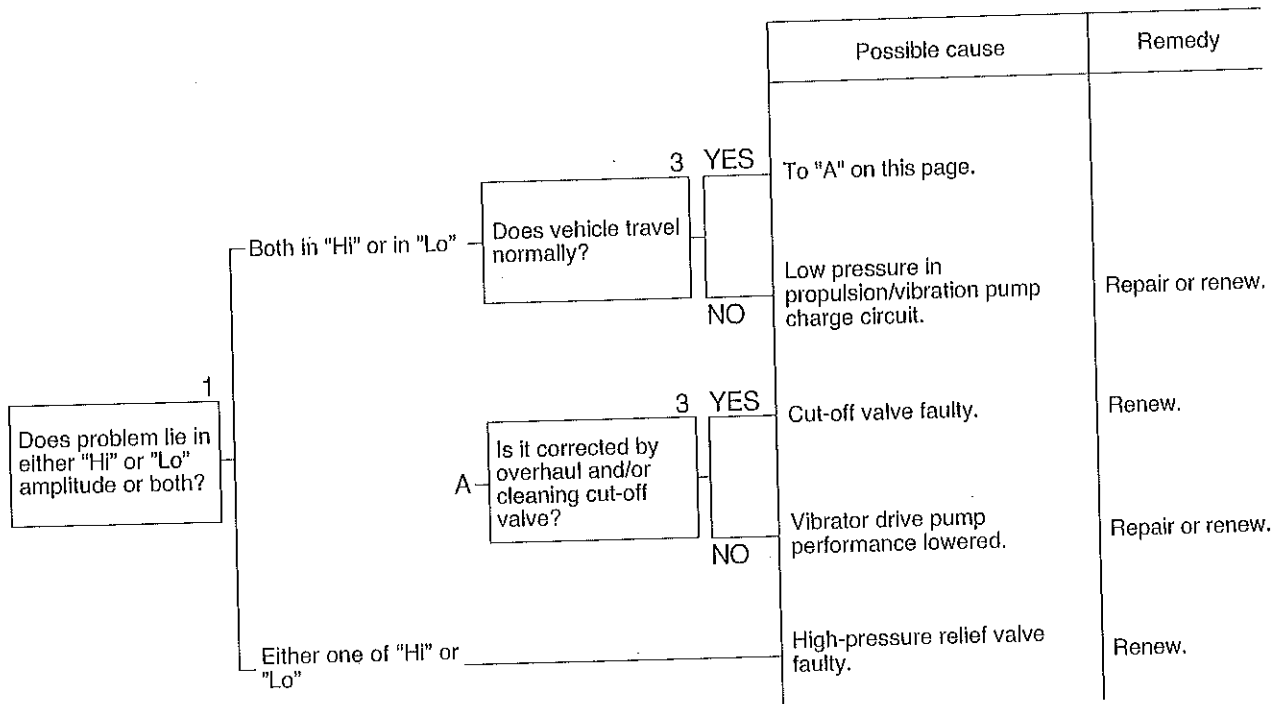 Possible cause
Remedy
3 YES
To "A" on this page.
Both in "Hi" or in "Lo"
Does vehicle travel
normally?
Low pressure in
propulsion/vibration pump
charge circuit.
Repair or renew.
NO
1
Does problem lie in
either "Hi" or "Lo"
amplitude or both?
3 YES
Cut-off valve faulty.
Renew.
A
Is it corrected by
overhaul and/or
cleaning cut-off
valve?
Vibrator drive pump
performance lowered.
Repair or renew.
NO
Either one of "Hi" or
"Lo"
High-pressure relief valve
faulty.
Renew.